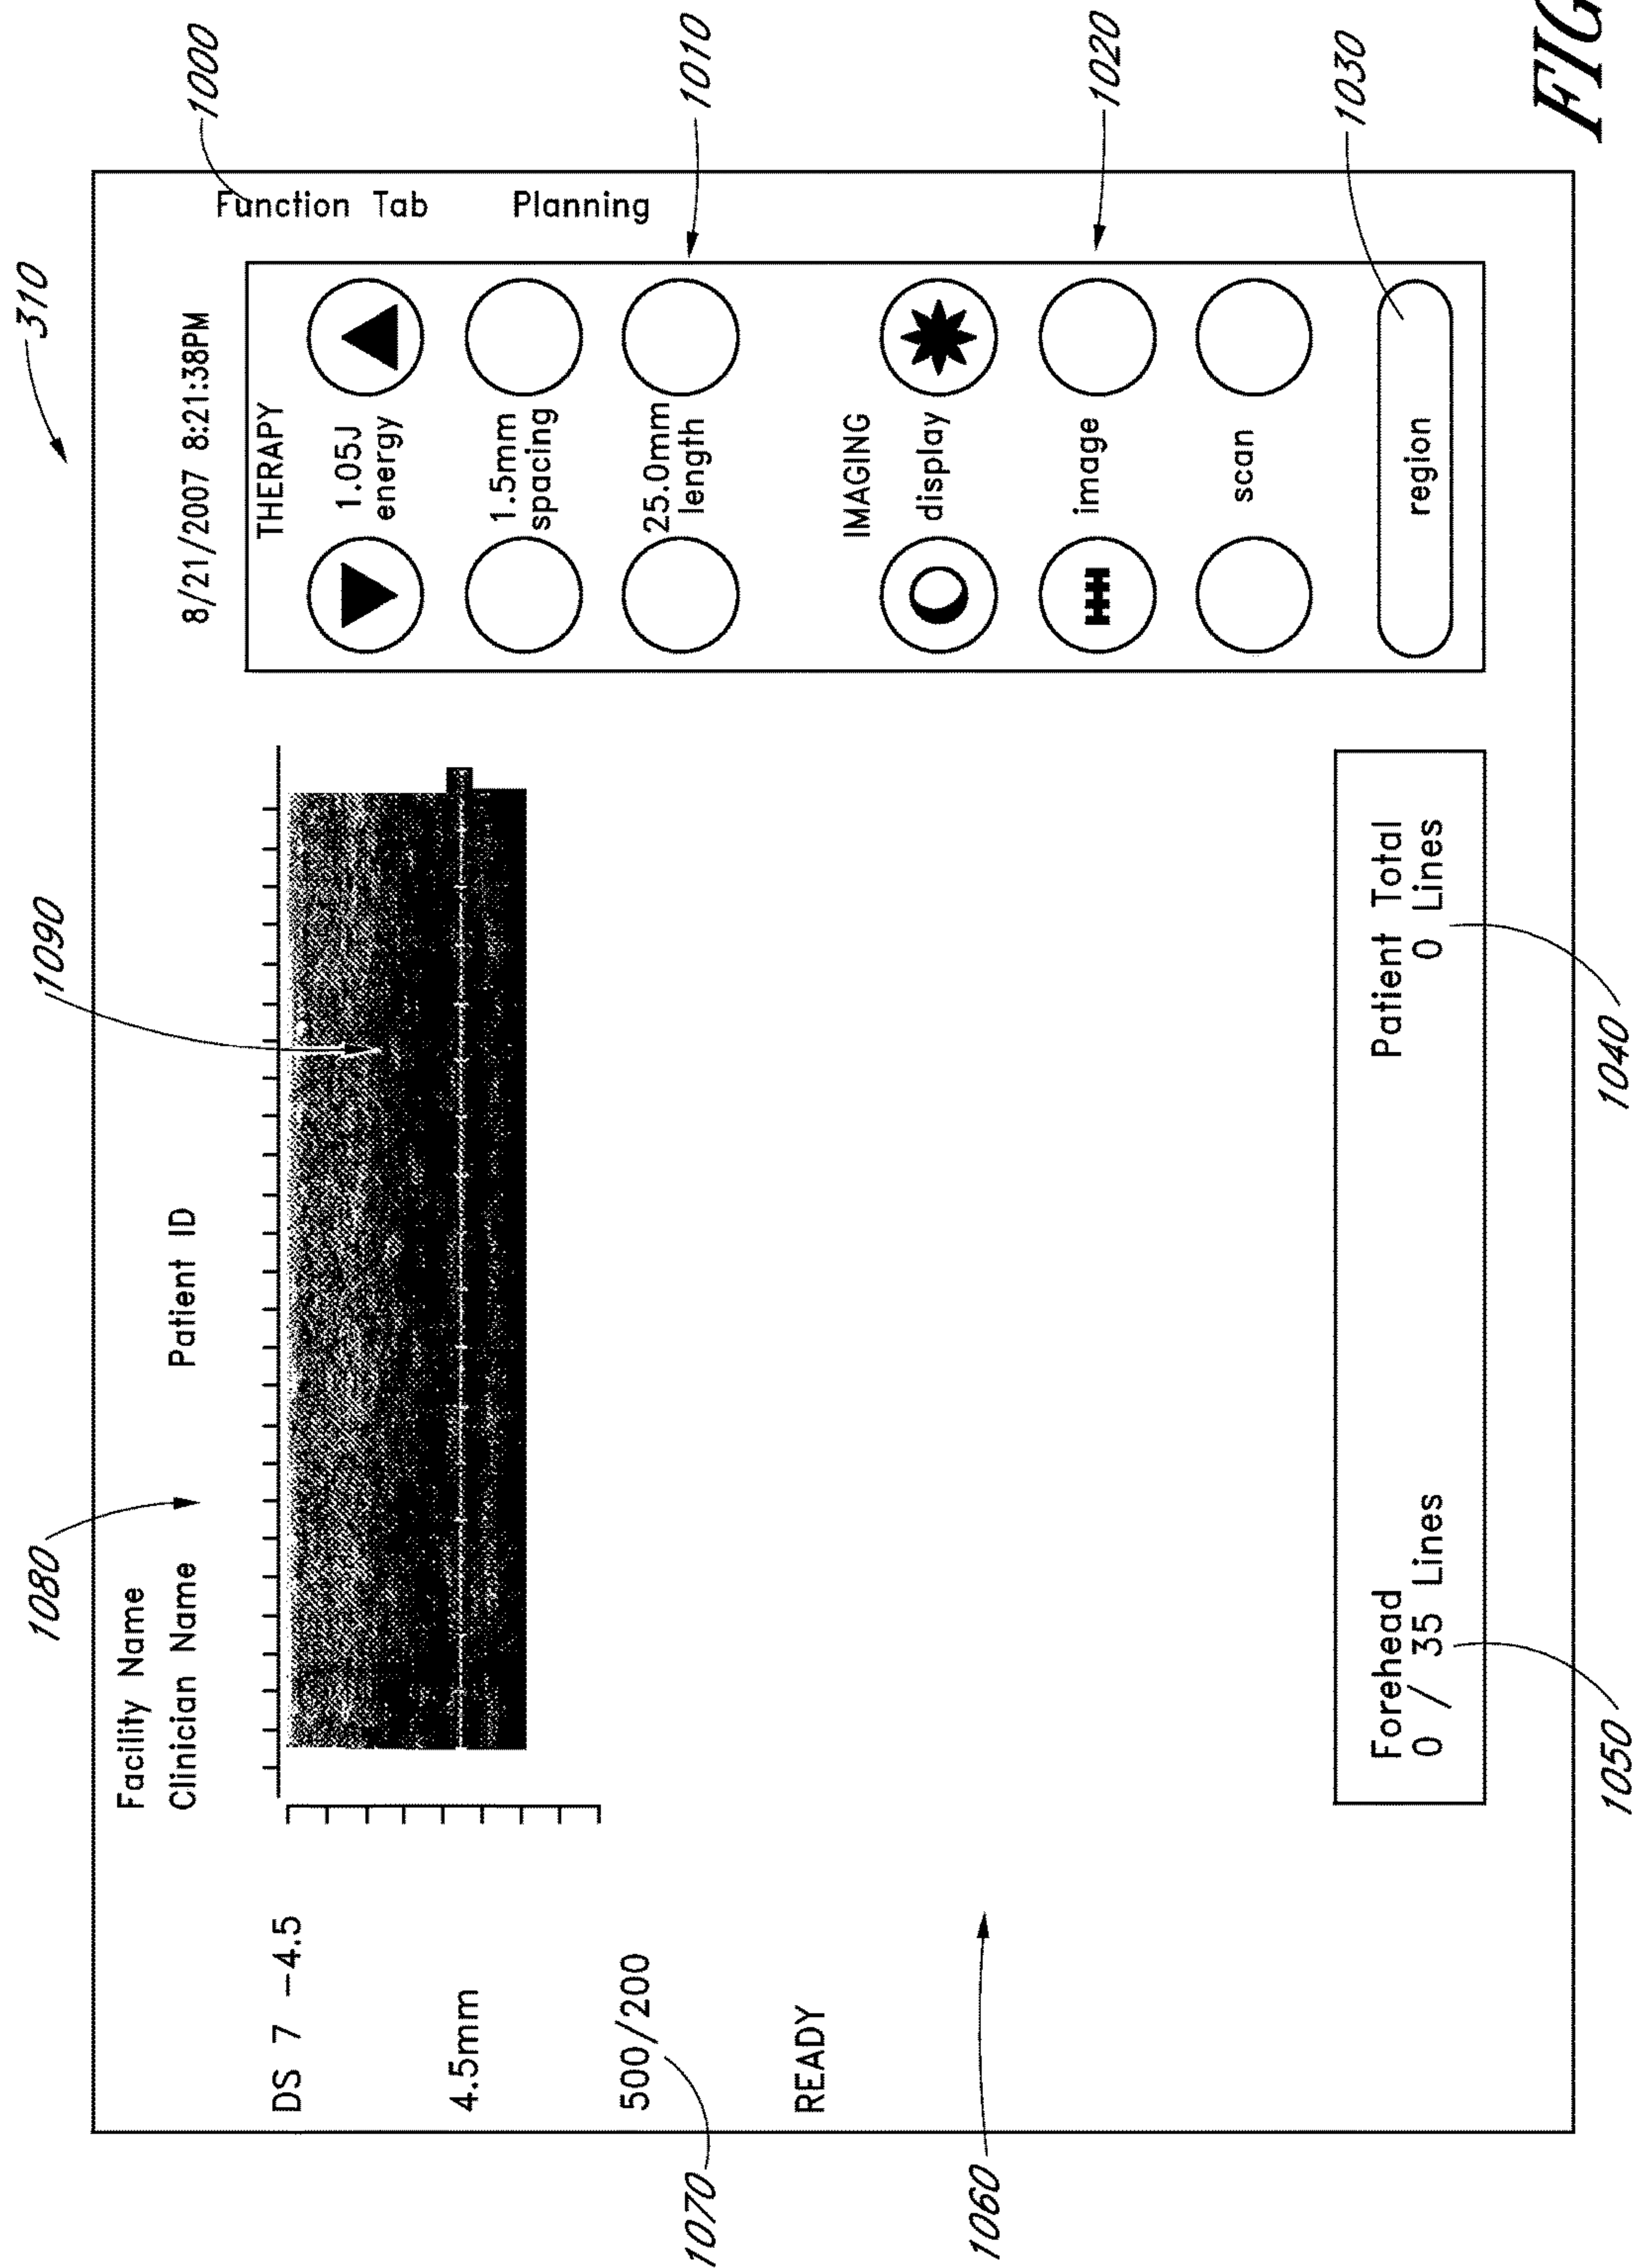 310
1080
1090
1000
Facility Name
Clinician Name
Patient ID
8/21/2007 8:21:38PM
Function Tab
Planning
DS 7 -4.5
4.5mm
500/200
READY
1070
1060
THERAPY
1.05J
energy
1.5mm
spacing
25.0mm
length
1010
IMAGING
display
image
1020
scan
region
1030
Forehead
0 / 35 Lines
Patient Total
0 Lines
1050
1040
FIG